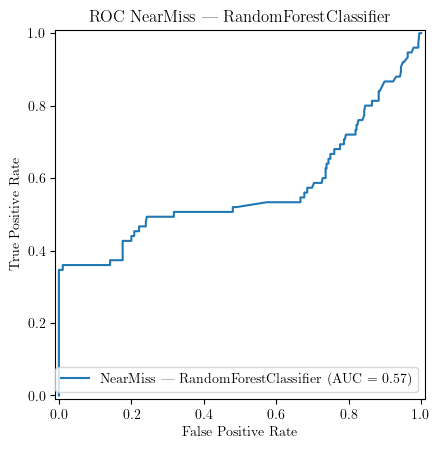 ROC NearMiss — RandomForestClassifier
1.0
0.8
0.6
0.4
0.2
0.0
True Positive Rate
NearMiss — RandomForestClassifier (AUC = 0.57)
0.0 0.2 0.4 0.6 0.8 1.0
False Positive Rate